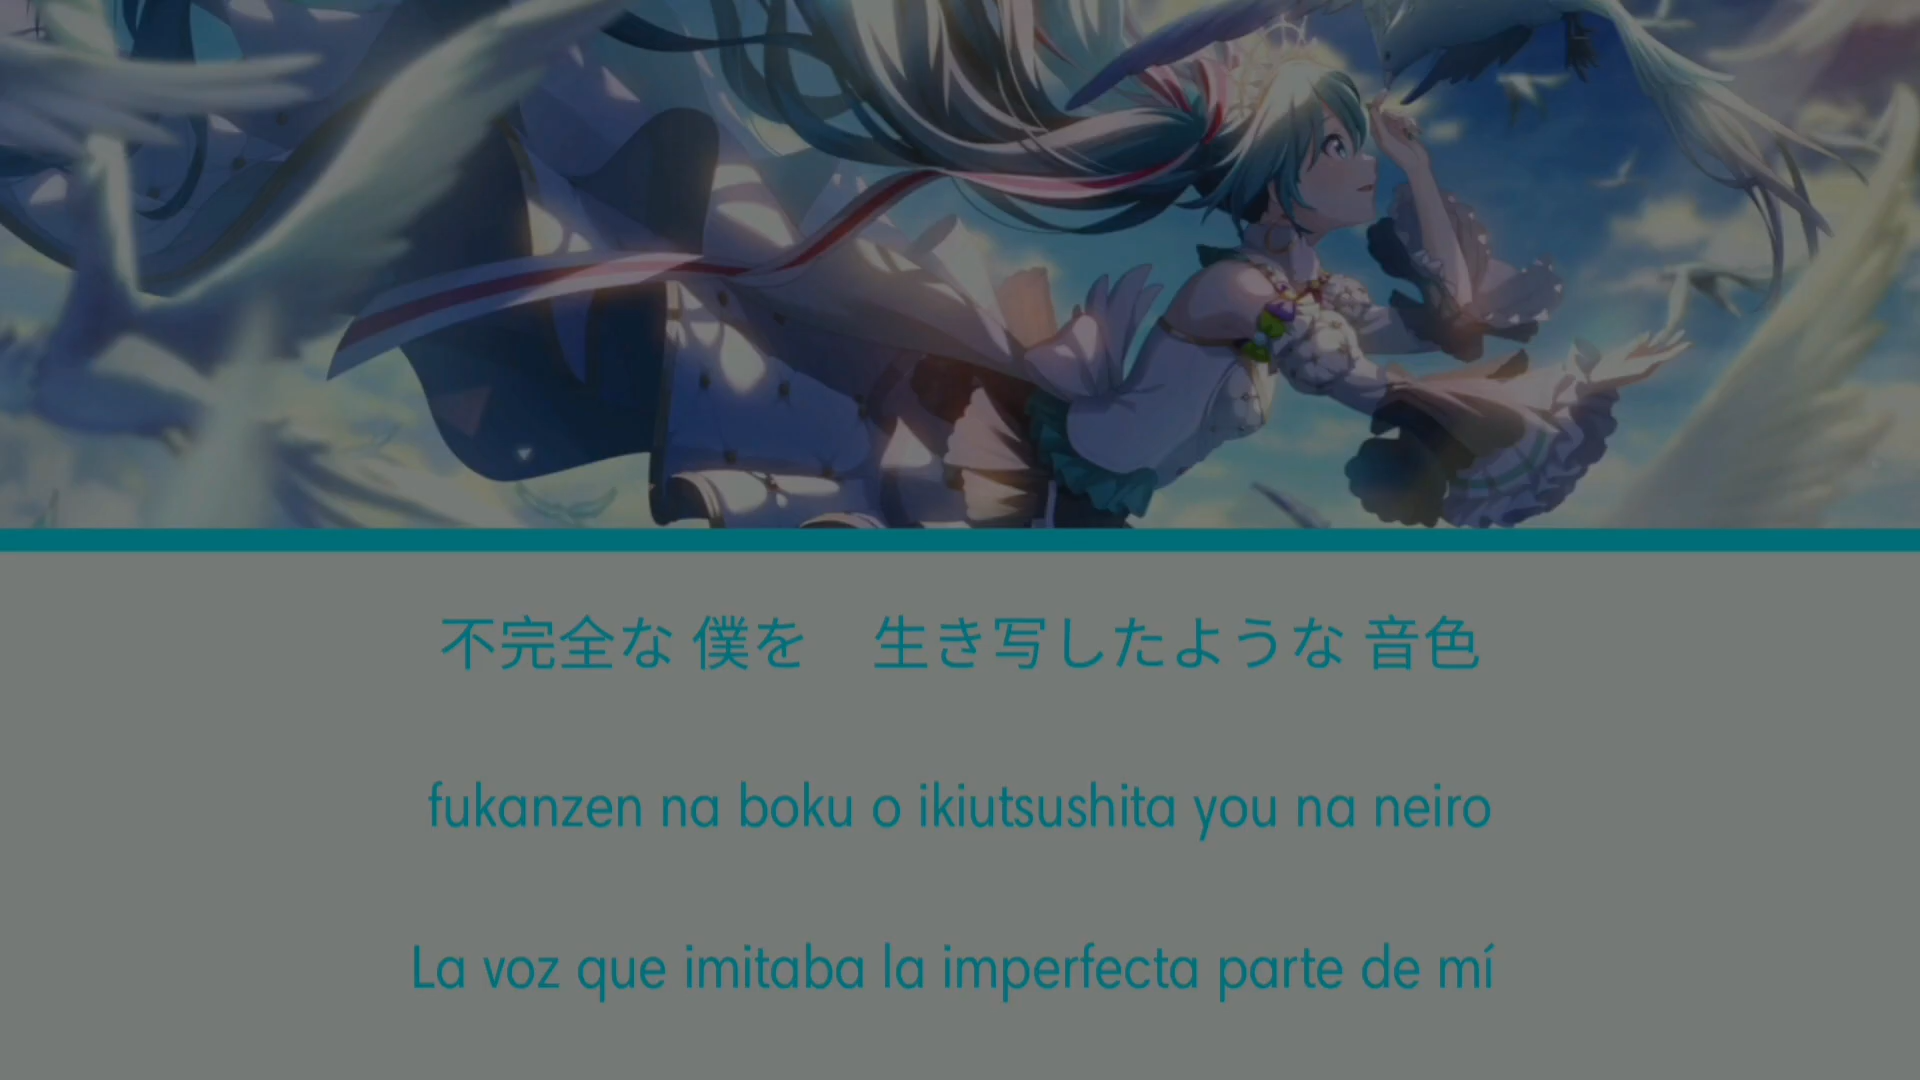 不完全な 僕を　生き写したような 音色
fukanzen na boku o ikiutsushita you na neiro
La voz que imitaba la imperfecta parte de mí